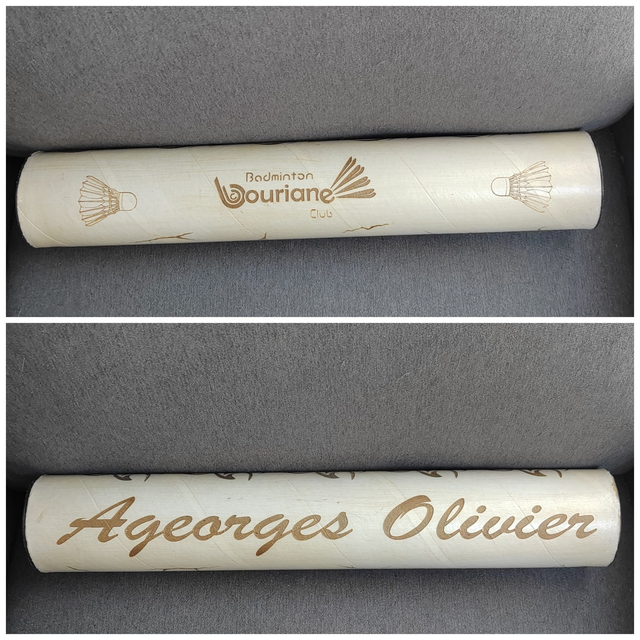 Badminton
bouriane
Club
Ageorges Olivier